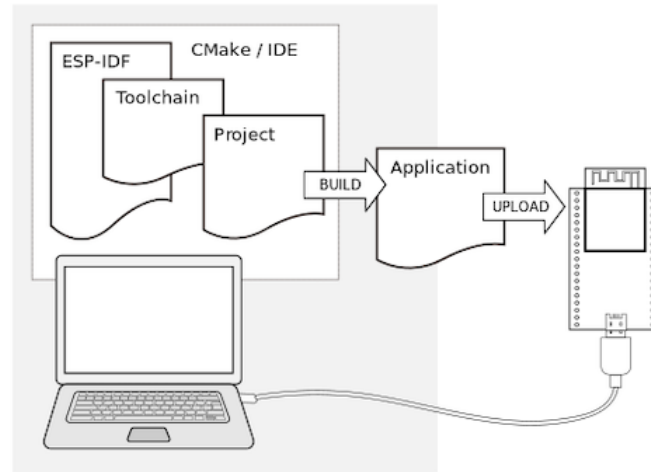 CMake / IDE
ESP-IDF
Toolchain
Project
BUILD
Application
UPLOAD